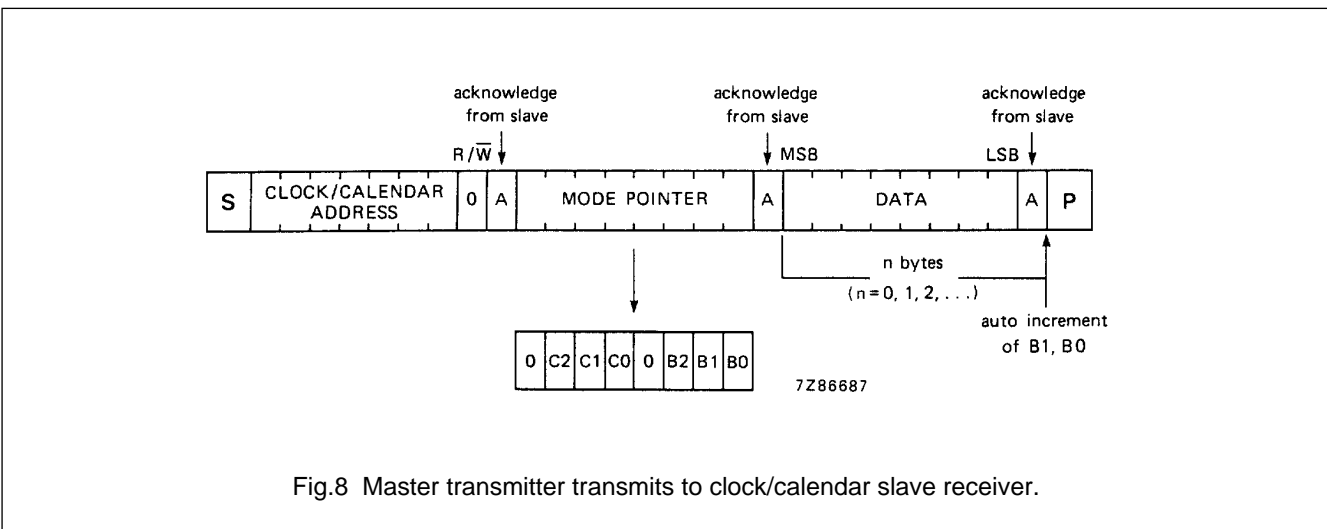 acknowledge from slave
acknowledge from slave
acknowledge from slave
R/W̅
MSB
LSB
S
CLOCK/CALENDAR ADDRESS
0
A
MODE POINTER
A
DATA
A
P
n bytes
(n=0, 1, 2, ...)
auto increment of B1, B0
0 C2 C1 C0 0 B2 B1 B0
7Z86687
Fig.8 Master transmitter transmits to clock/calendar slave receiver.